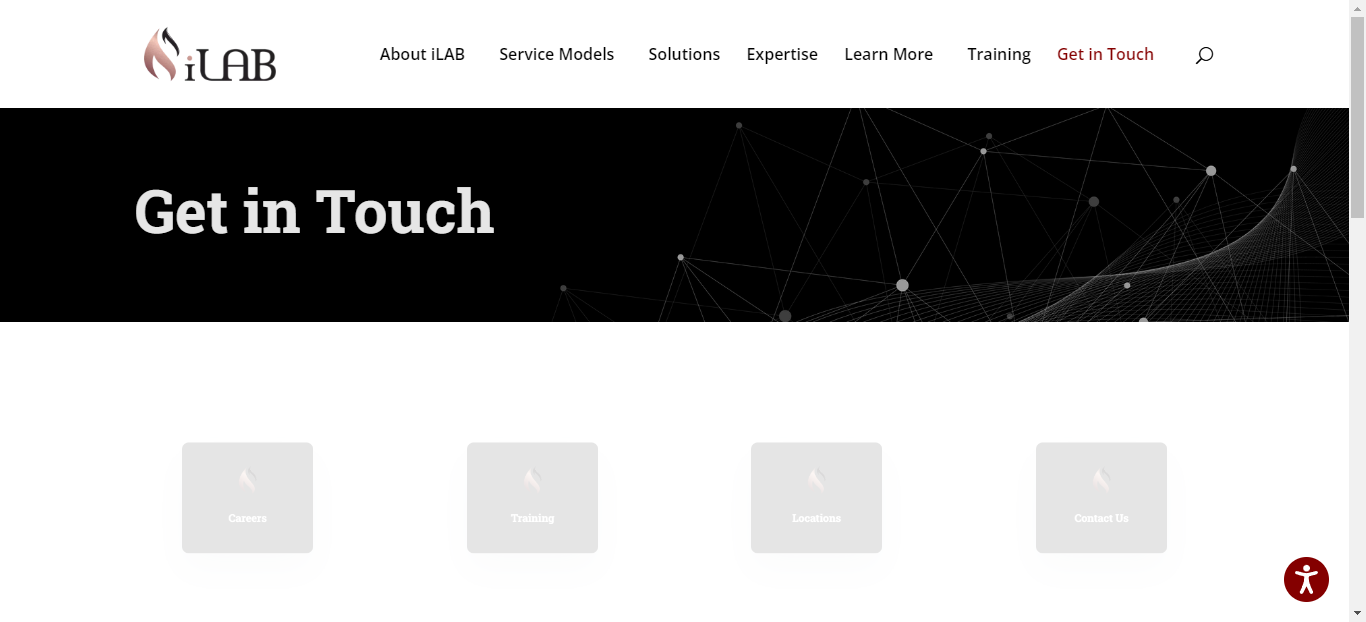 iLAB
About iLAB
Service Models
Solutions
Expertise
Learn More
Training
Get in Touch
Get in Touch
Careers
Training
Locations
Contact Us